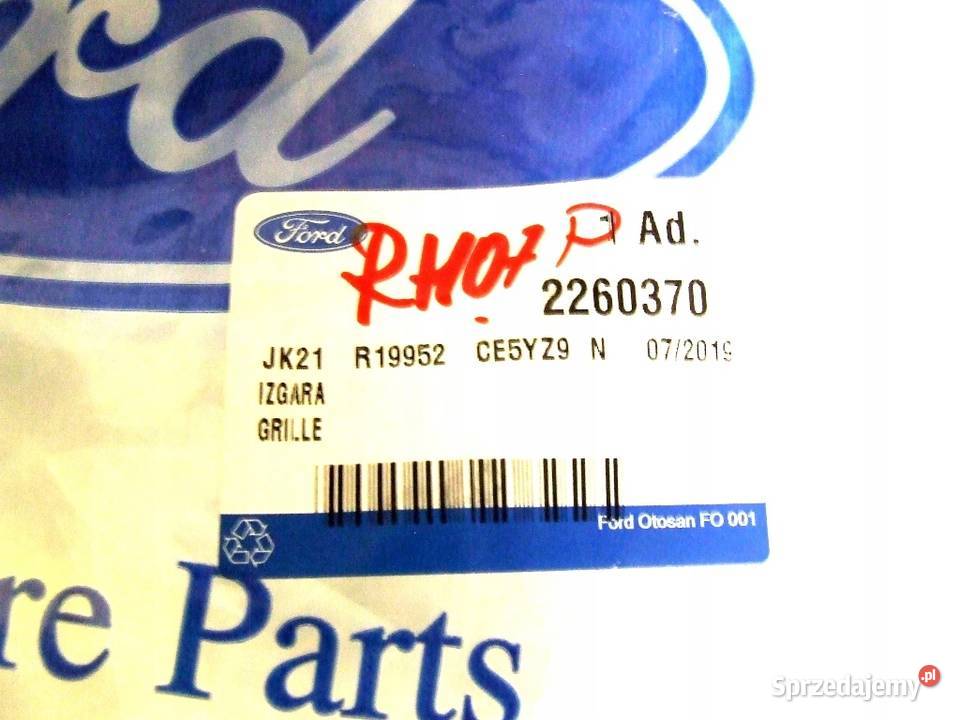 ord
Ford
RH07 P
1 Ad.
2260370
JK21 R19952 CE5YZ9 N 07/2019
IZGARA
GRILLE
Ford Otosan FO 001
re Parts
Sprzedajemy.pl